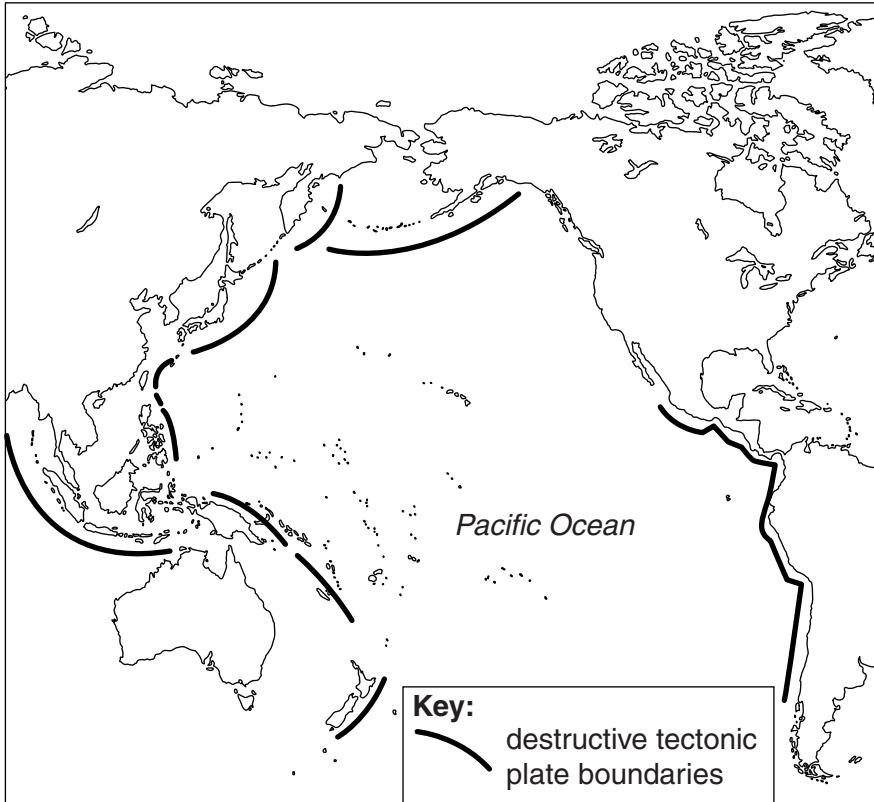 Pacific Ocean
Key:
destructive tectonic
plate boundaries